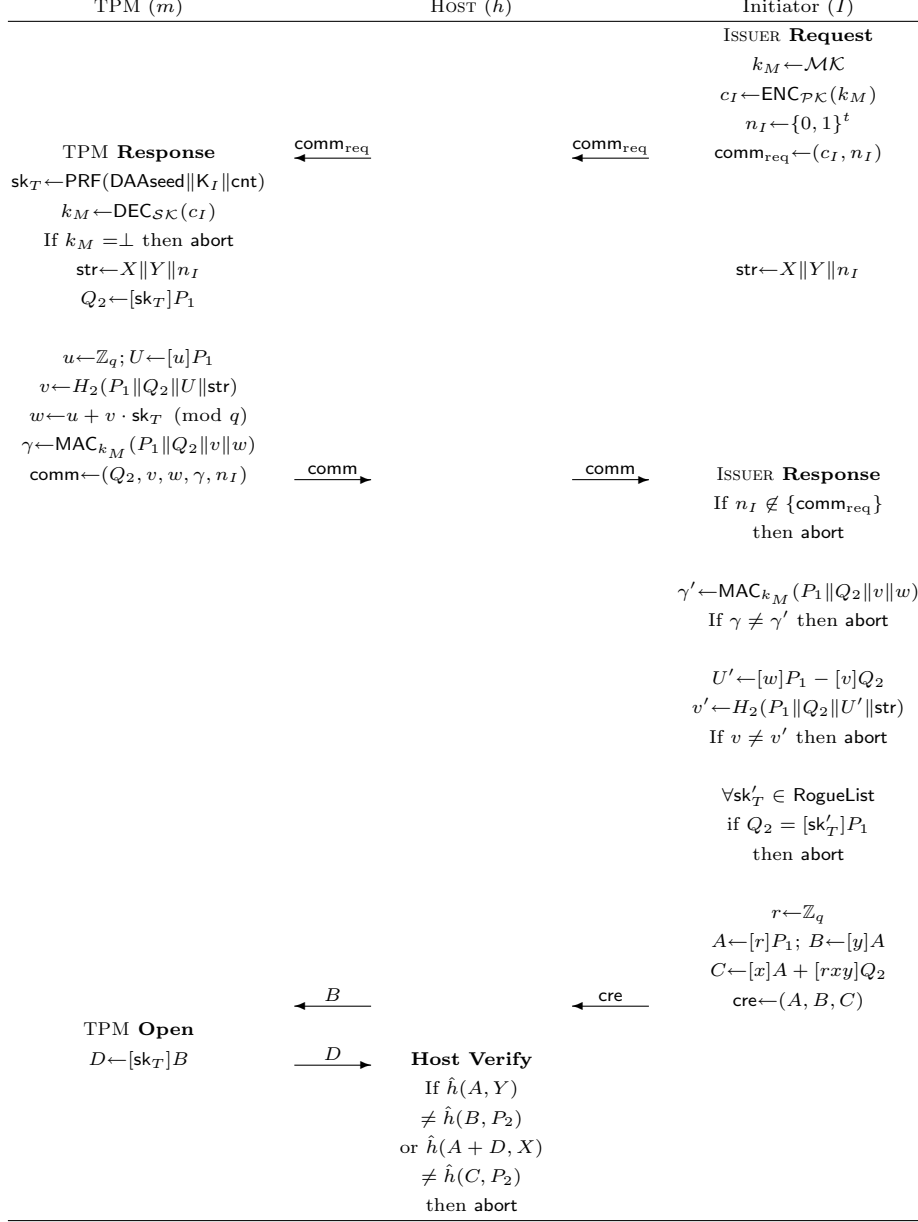 TPM (m) HOST (h) Initiator (I)
ISSUER Request
k_M←MK
c_I←ENC_PK(k_M)
n_I←{0, 1}^t
TPM Response comm_req comm_req comm_req←(c_I, n_I)
sk_T←PRF(DAAseed‖K_I‖cnt)
k_M←DEC_SK(c_I)
If k_M =⊥ then abort
str←X‖Y‖n_I str←X‖Y‖n_I
Q_2←[sk_T]P_1
u←ℤ_q; U←[u]P_1
v←H_2(P_1‖Q_2‖U‖str)
w←u + v · sk_T (mod q)
γ←MAC_{k_M}(P_1‖Q_2‖v‖w)
comm←(Q_2, v, w, γ, n_I) comm comm ISSUER Response
If n_I ∉ {comm_req}
then abort
γ′←MAC_{k_M}(P_1‖Q_2‖v‖w)
If γ ≠ γ′ then abort
U′←[w]P_1 − [v]Q_2
v′←H_2(P_1‖Q_2‖U′‖str)
If v ≠ v′ then abort
∀sk′_T ∈ RogueList
if Q_2 = [sk′_T]P_1
then abort
r←ℤ_q
A←[r]P_1; B←[y]A
C←[x]A + [rxy]Q_2
B cre cre←(A, B, C)
TPM Open
D←[sk_T]B D Host Verify
If ĥ(A, Y)
≠ ĥ(B, P_2)
or ĥ(A + D, X)
≠ ĥ(C, P_2)
then abort